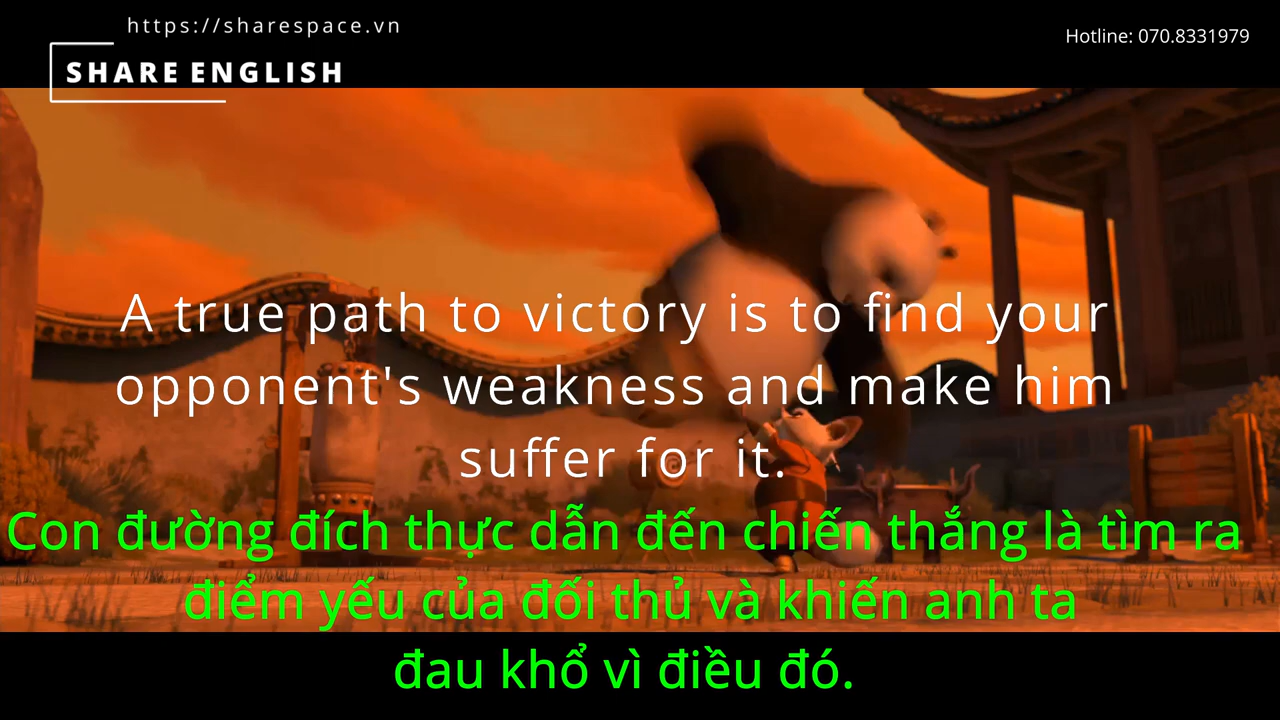 https://sharespace.vn
Hotline: 070.8331979
SHARE ENGLISH
A true path to victory is to find your
opponent's weakness and make him
suffer for it.
Con đường đích thực dẫn đến chiến thắng là tìm ra
điểm yếu của đối thủ và khiến anh ta
đau khổ vì điều đó.